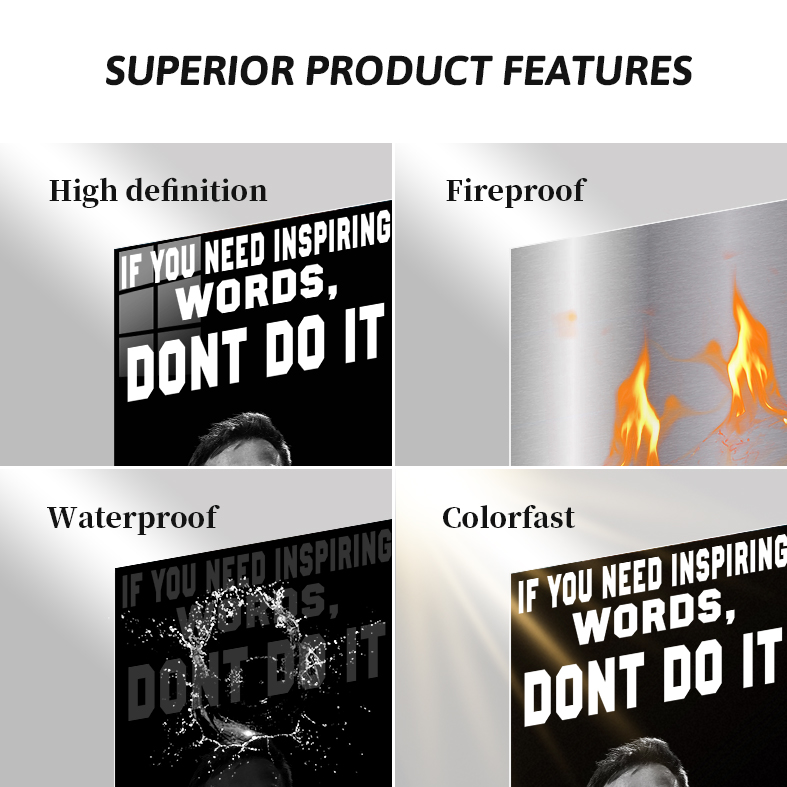 SUPERIOR PRODUCT FEATURES
High definition
IF YOU NEED INSPIRING
WORDS,
DONT DO IT
Fireproof
Waterproof
IF YOU NEED INSPIRING
WORDS,
DONT DO IT
Colorfast
IF YOU NEED INSPIRING
WORDS,
DONT DO IT